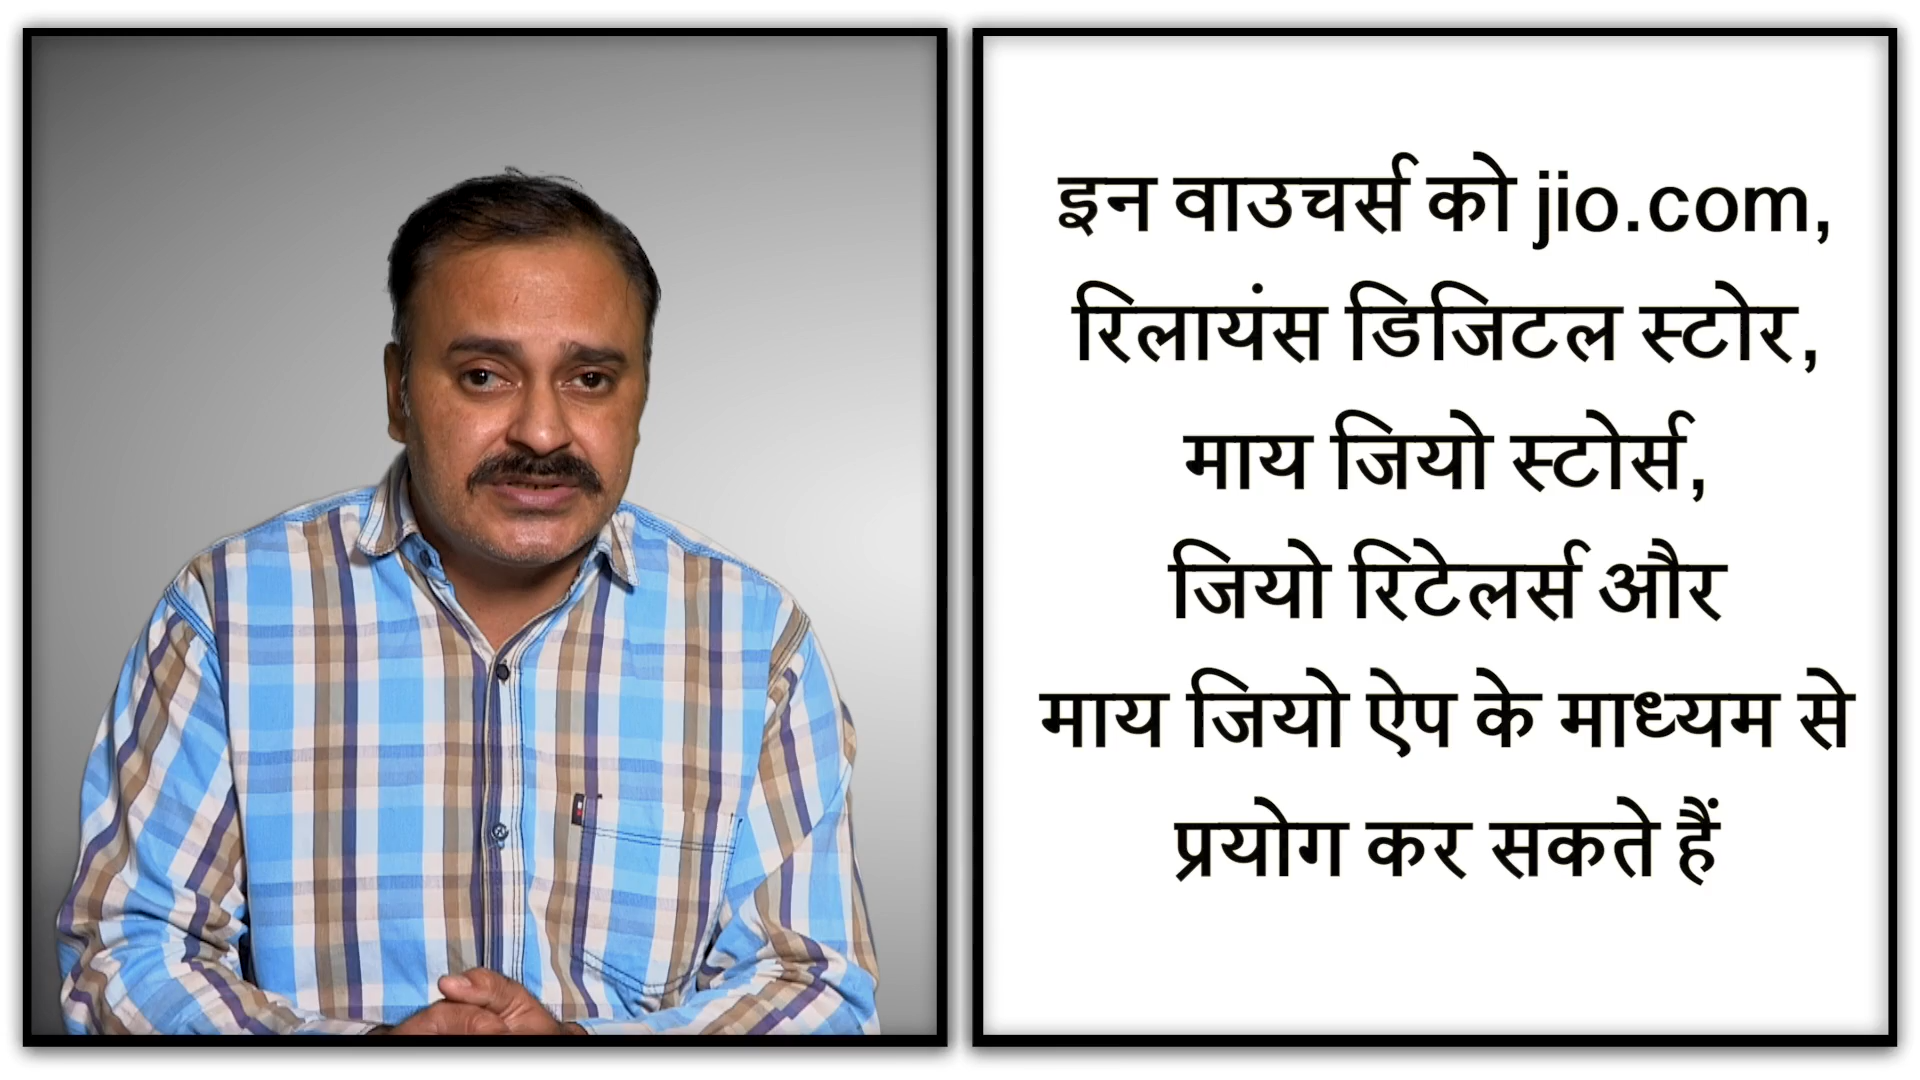 इन वाउचर्स को jio.com,
रिलायंस डिजिटल स्टोर,
माय जियो स्टोर्स,
जियो रिटेलर्स और
माय जियो ऐप के माध्यम से
प्रयोग कर सकते हैं